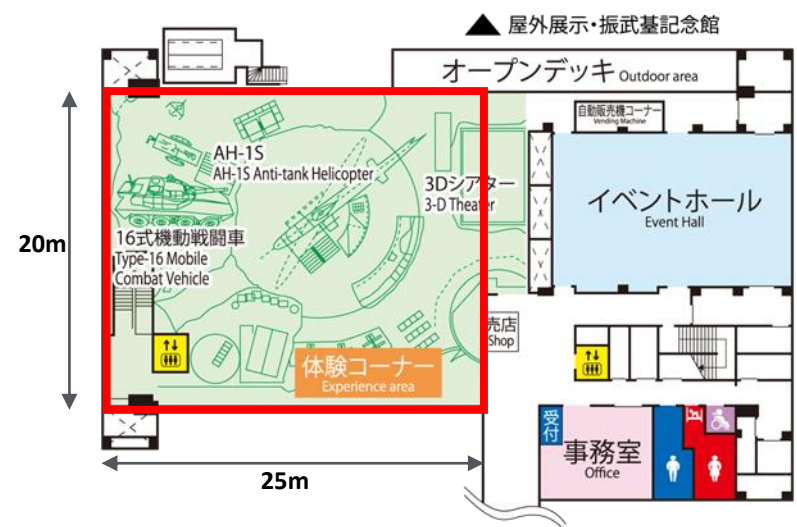 ▲ 屋外展示・振武臺記念館
オープンデッキ Outdoor area
自動販売機コーナー
Vending Machine
AH-1S
AH-1S Anti-tank Helicopter
3Dシアター
3-D Theater
イベントホール
Event Hall
20m
16式機動戦闘車
Type-16 Mobile
Combat Vehicle
売店
Shop
体験コーナー
Experience area
受付
事務室
Office
25m